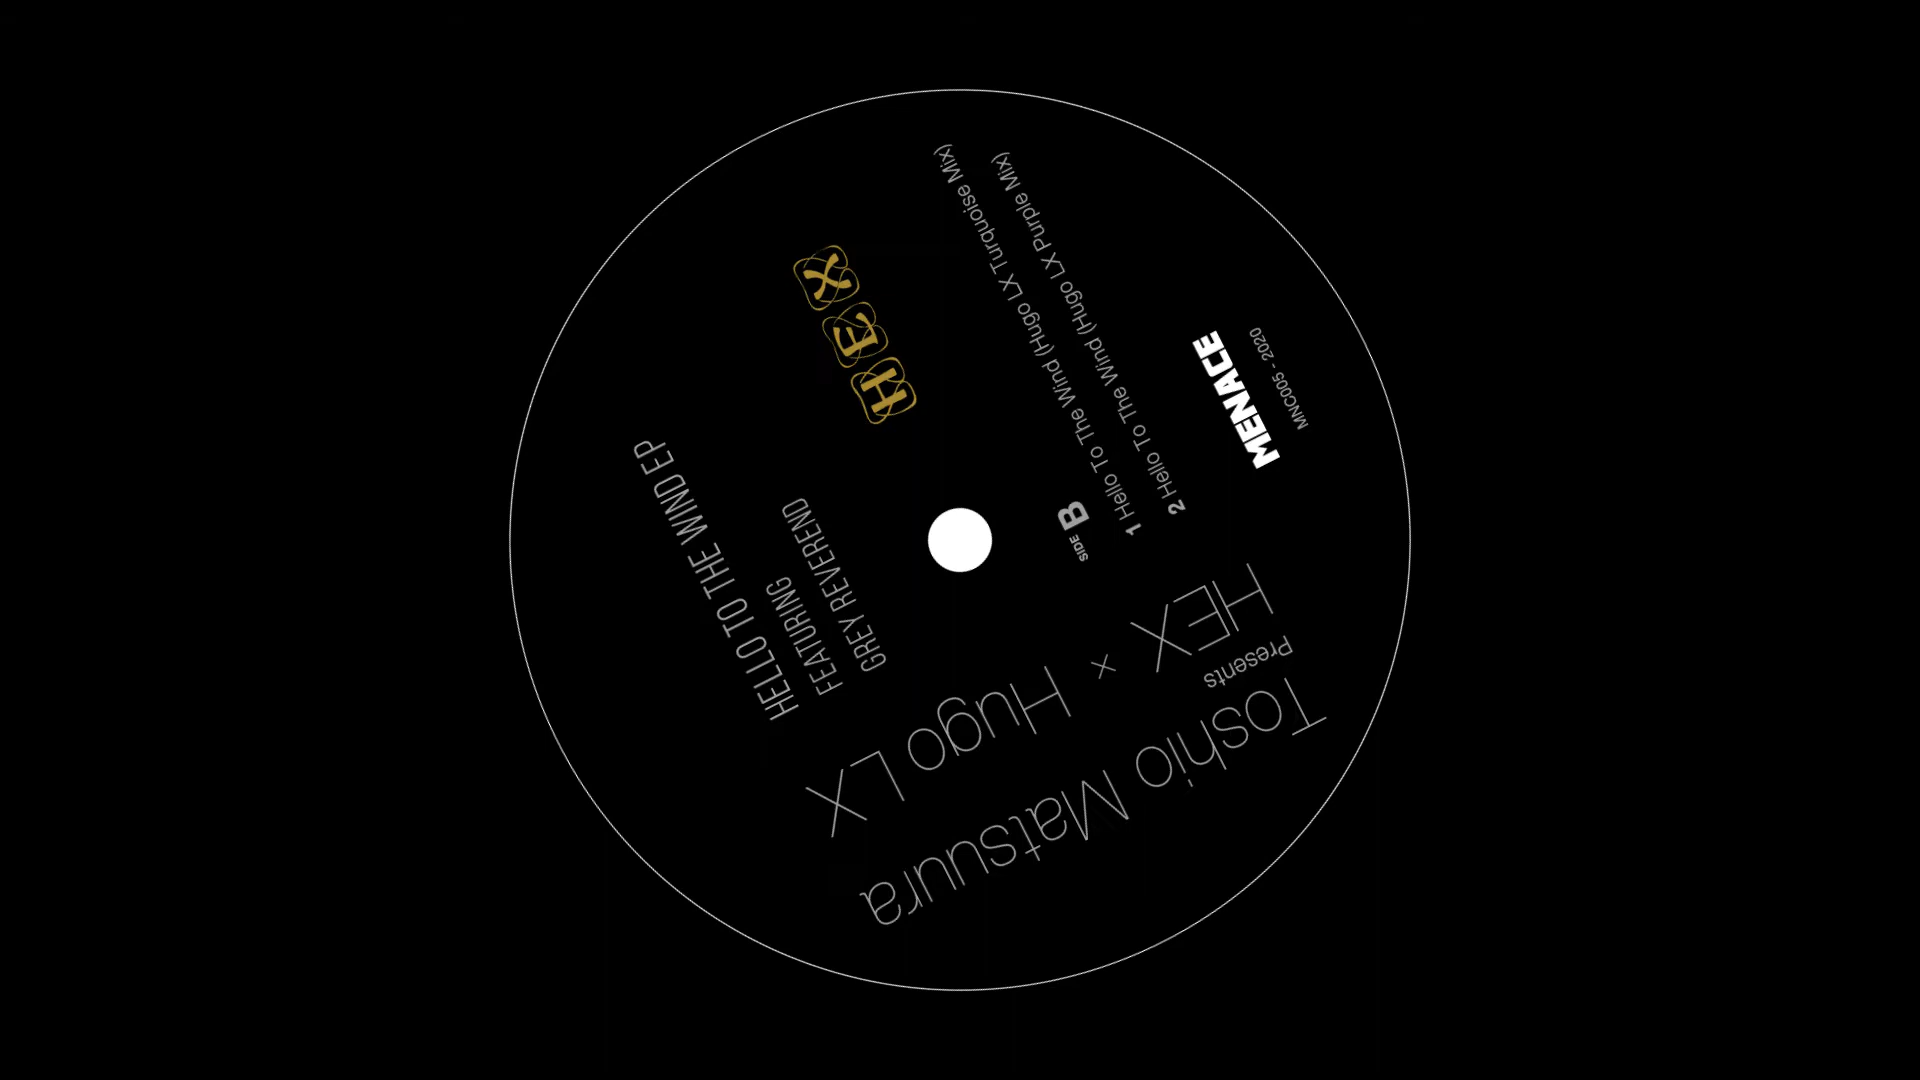 Toshio Matsuura
Presents
HEX × Hugo LX
HELLO TO THE WIND EP
FEATURING
GREY REVEREND
HEX
SIDE B
1 Hello To The Wind (Hugo LX Turquoise Mix)
2 Hello To The Wind (Hugo LX Purple Mix)
MENACE
MNC005 - 2020